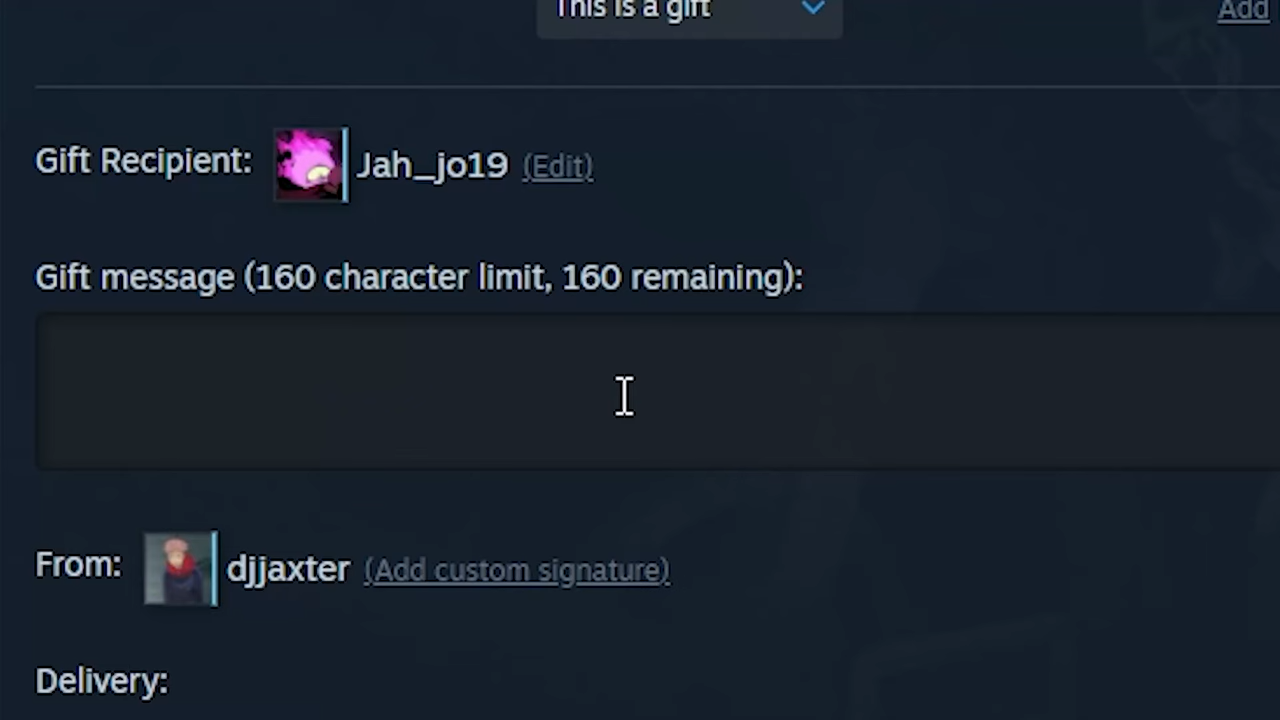 This is a gift
Add
Gift Recipient: Jah_jo19 (Edit)
Gift message (160 character limit, 160 remaining):
From: djjaxter (Add custom signature)
Delivery: